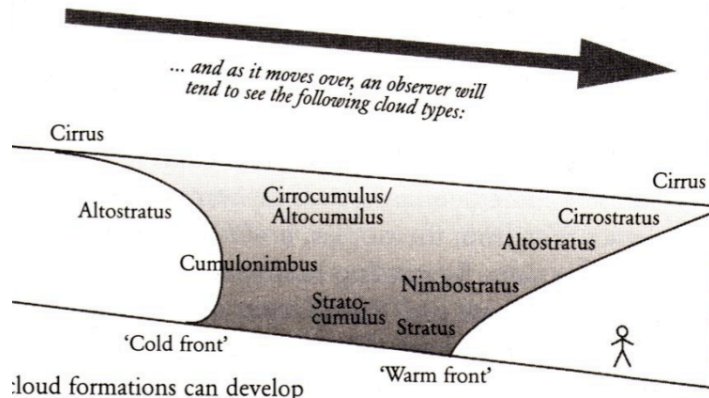 ... and as it moves over, an observer will
tend to see the following cloud types:
Cirrus
Cirrus
Altostratus
Cirrocumulus/
Altocumulus
Cirrostratus
Altostratus
Cumulonimbus
Nimbostratus
Strato-
cumulus
Stratus
'Cold front'
'Warm front'
cloud formations can develop